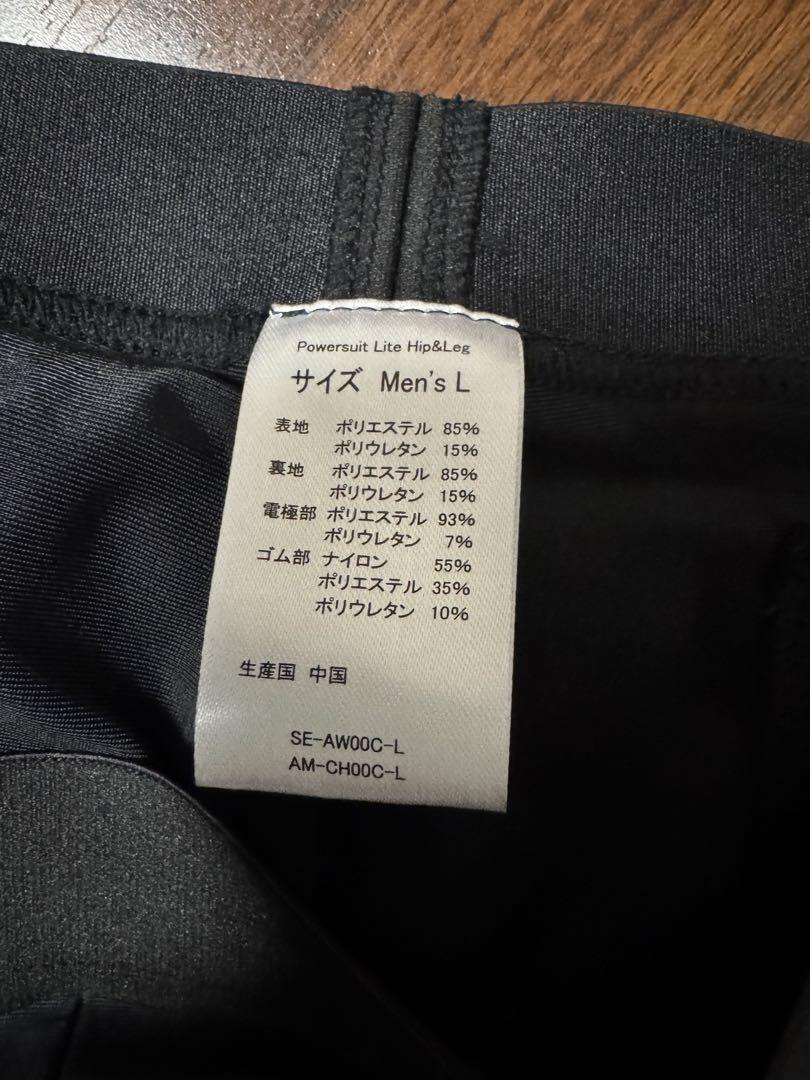 Powersuit Lite Hip&Leg
サイズ Men's L
表地 ポリエステル 85%
ポリウレタン 15%
裏地 ポリエステル 85%
ポリウレタン 15%
電極部 ポリエステル 93%
ポリウレタン 7%
ゴム部 ナイロン 55%
ポリエステル 35%
ポリウレタン 10%
生産国 中国
SE-AW00C-L
AM-CH00C-L